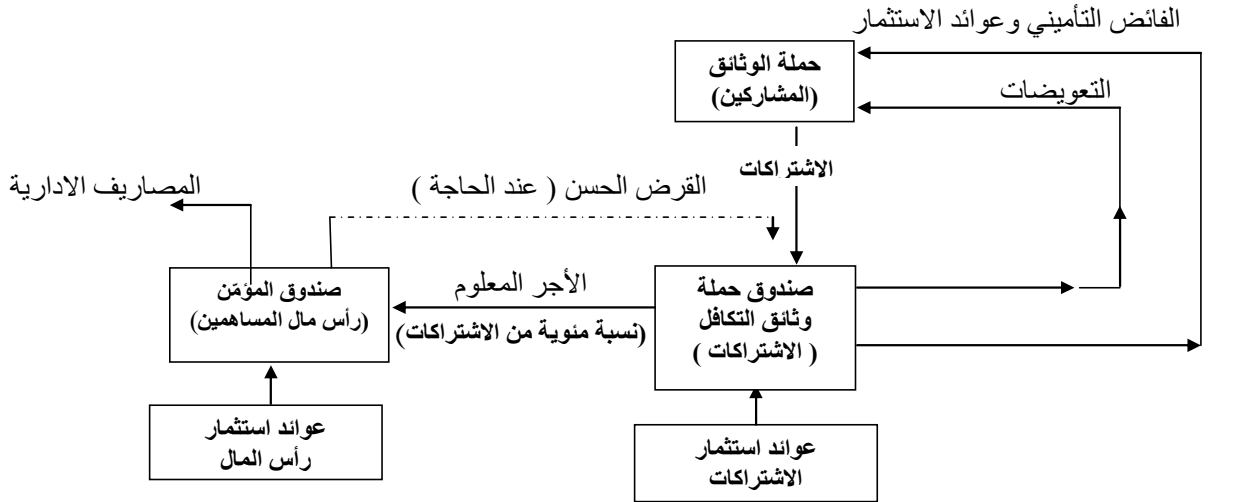 الفائض التأميني وعوائد الاستثمار
حملة الوثائق
(المشاركين)
التعويضات
الاشتراكات
المصاريف الادارية
القرض الحسن ( عند الحاجة )
صندوق المؤمّن
(رأس مال المساهمين)
الأجر المعلوم
(نسبة مئوية من الاشتراكات)
صندوق حملة
وثائق التكافل
( الاشتراكات )
عوائد استثمار
رأس المال
عوائد استثمار
الاشتراكات